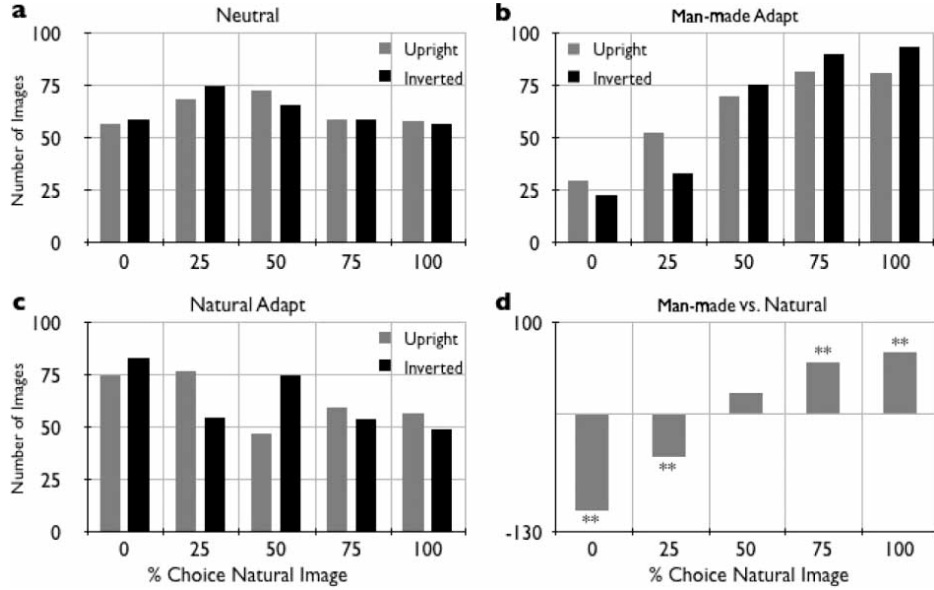 a
Neutral
100
75
50
25
0
Number of Images
Upright
Inverted
0 25 50 75 100
b
Man-made Adapt
100
75
50
25
0
Upright
Inverted
0 25 50 75 100
c
Natural Adapt
100
75
50
25
0
Number of Images
Upright
Inverted
0 25 50 75 100
% Choice Natural Image
d
Man-made vs. Natural
100
-130
** ** ** **
0 25 50 75 100
% Choice Natural Image